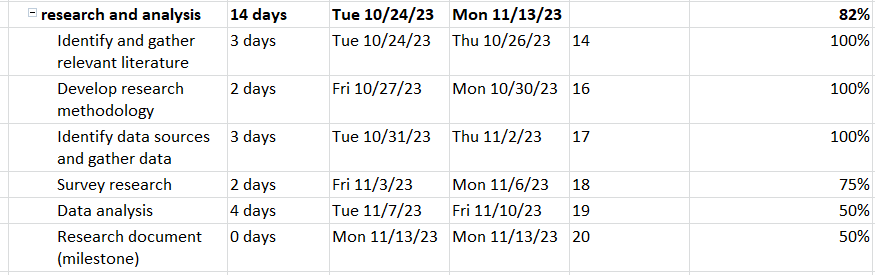 research and analysis 14 days Tue 10/24/23 Mon 11/13/23 82%
Identify and gather 3 days Tue 10/24/23 Thu 10/26/23 14 100%
relevant literature
Develop research 2 days Fri 10/27/23 Mon 10/30/23 16 100%
methodology
Identify data sources 3 days Tue 10/31/23 Thu 11/2/23 17 100%
and gather data
Survey research 2 days Fri 11/3/23 Mon 11/6/23 18 75%
Data analysis 4 days Tue 11/7/23 Fri 11/10/23 19 50%
Research document 0 days Mon 11/13/23 Mon 11/13/23 20 50%
(milestone)